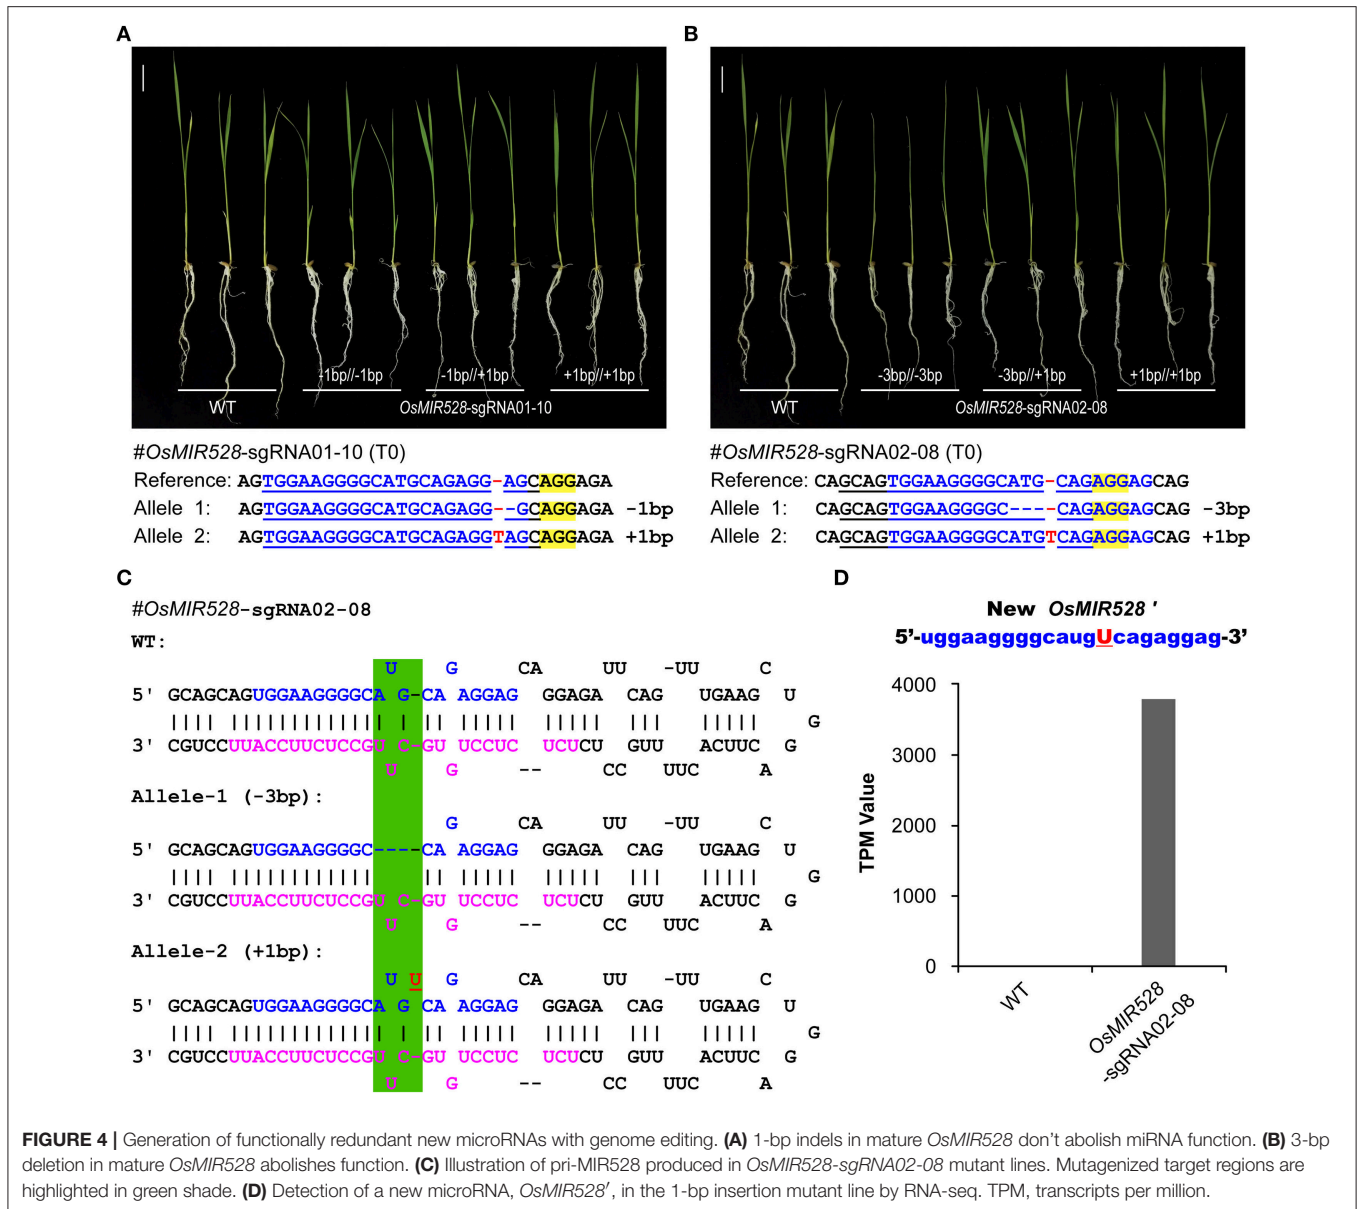 A
B
-1bp//-1bp
-1bp//+1bp
+1bp//+1bp
WT
OsMIR528-sgRNA01-10
-3bp//-3bp
-3bp//+1bp
+1bp//+1bp
WT
OsMIR528-sgRNA02-08
#OsMIR528-sgRNA01-10 (T0)
Reference: AGTGGAAGGGGCATGCAGAGG-AGCAGGAGA
Allele 1: AGTGGAAGGGGCATGCAGAGG--GCAGGAGA -1bp
Allele 2: AGTGGAAGGGGCATGCAGAGGTAGCAGGAGA +1bp
#OsMIR528-sgRNA02-08 (T0)
Reference: CAGCAGTGGAAGGGGCATG-CAGAGGAGCAG
Allele 1: CAGCAGTGGAAGGGGC----CAGAGGAGCAG -3bp
Allele 2: CAGCAGTGGAAGGGGCATGTCAGAGGAGCAG +1bp
C
#OsMIR528-sgRNA02-08
WT:
U G CA UU -UU C
5' GCAGCAGUGGAAGGGGCA G-CA AGGAG GGAGA CAG UGAAG U
|||| |||||||||||| | || ||||| ||||| ||| ||||| G
3' CGUCCUUACCUUCUCCGU C-GU UCCUC UCUCU GUU ACUUC G
U G -- CC UUC A
Allele-1 (-3bp):
G CA UU -UU C
5' GCAGCAGUGGAAGGGGC----CA AGGAG GGAGA CAG UGAAG U
|||| ||||||||||| || ||||| ||||| ||| ||||| G
3' CGUCCUUACCUUCUCCGU C-GU UCCUC UCUCU GUU ACUUC G
U G -- CC UUC A
Allele-2 (+1bp):
U U G CA UU -UU C
5' GCAGCAGUGGAAGGGGCA G CA AGGAG GGAGA CAG UGAAG U
|||| |||||||||||| | || ||||| ||||| ||| ||||| G
3' CGUCCUUACCUUCUCCGU C-GU UCCUC UCUCU GUU ACUUC G
U G -- CC UUC A
D
New OsMIR528 '
5'-uggaaggggcaugUcagaggag-3'
4000
3000
2000
1000
0
TPM Value
WT
OsMIR528
-sgRNA02-08
FIGURE 4 | Generation of functionally redundant new microRNAs with genome editing. (A) 1-bp indels in mature OsMIR528 don't abolish miRNA function. (B) 3-bp
deletion in mature OsMIR528 abolishes function. (C) Illustration of pri-MIR528 produced in OsMIR528-sgRNA02-08 mutant lines. Mutagenized target regions are
highlighted in green shade. (D) Detection of a new microRNA, OsMIR528′, in the 1-bp insertion mutant line by RNA-seq. TPM, transcripts per million.